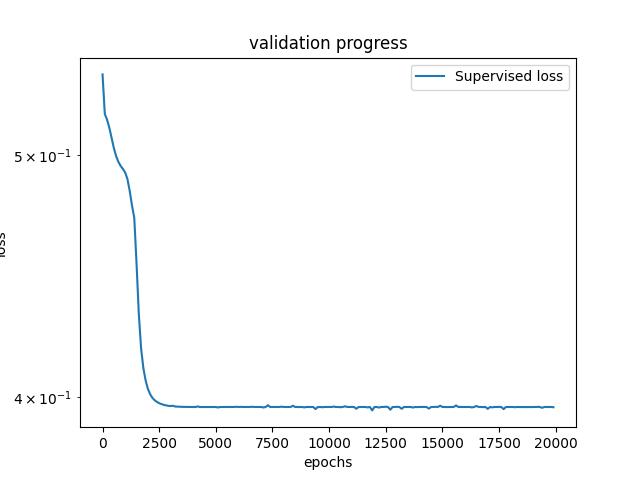 validation progress
Supervised loss
5 × 10⁻¹
4 × 10⁻¹
loss
0 2500 5000 7500 10000 12500 15000 17500 20000
epochs